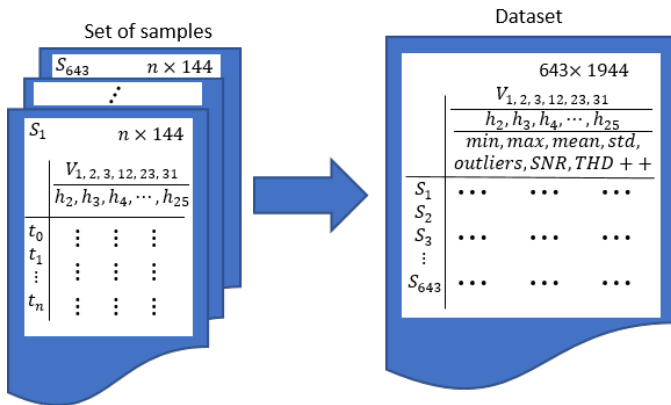 Set of samples
S₆₄₃ n × 144
⋰
S₁ n × 144
V₁, ₂, ₃, ₁₂, ₂₃, ₃₁
h₂, h₃, h₄, ⋯, h₂₅
t₀ ⋮ ⋮ ⋮
t₁
⋮
tₙ ⋮ ⋮ ⋮
Dataset
643× 1944
V₁, ₂, ₃, ₁₂, ₂₃, ₃₁
h₂, h₃, h₄, ⋯, h₂₅
min, max, mean, std,
outliers, SNR, THD ++
S₁ ⋯ ⋯ ⋯
S₂
S₃ ⋯ ⋯ ⋯
⋮
S₆₄₃ ⋯ ⋯ ⋯